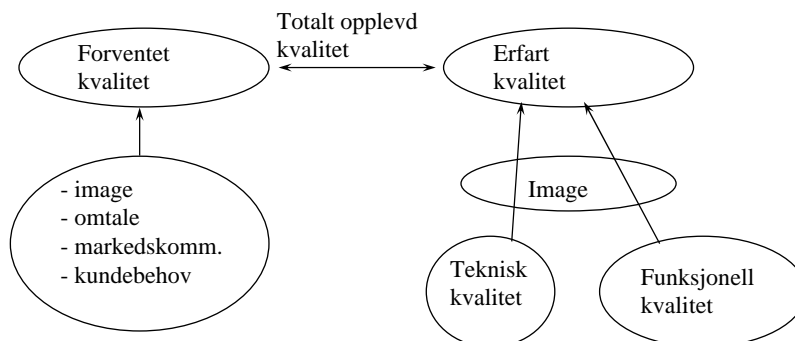 Totalt opplevd
kvalitet
Forventet
kvalitet
Erfart
kvalitet
- image
- omtale
- markedskomm.
- kundebehov
Image
Teknisk
kvalitet
Funksjonell
kvalitet